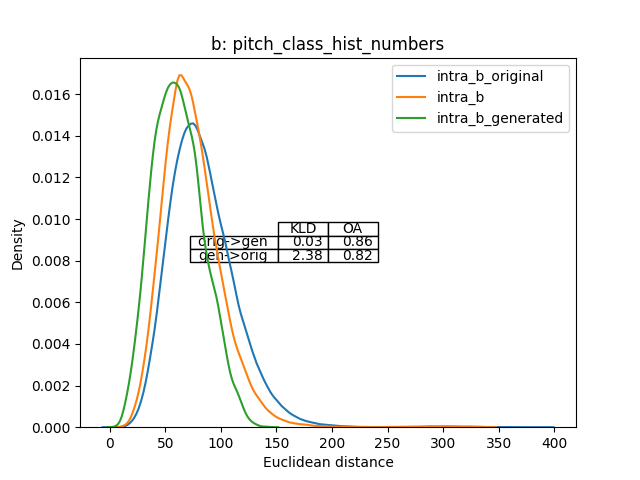 b: pitch_class_hist_numbers
intra_b_original
intra_b
intra_b_generated
0.016
0.014
0.012
0.010
0.008
0.006
0.004
0.002
0.000
Density
KLD OA
orig->gen 0.03 0.86
gen->orig 2.38 0.82
0 50 100 150 200 250 300 350 400
Euclidean distance